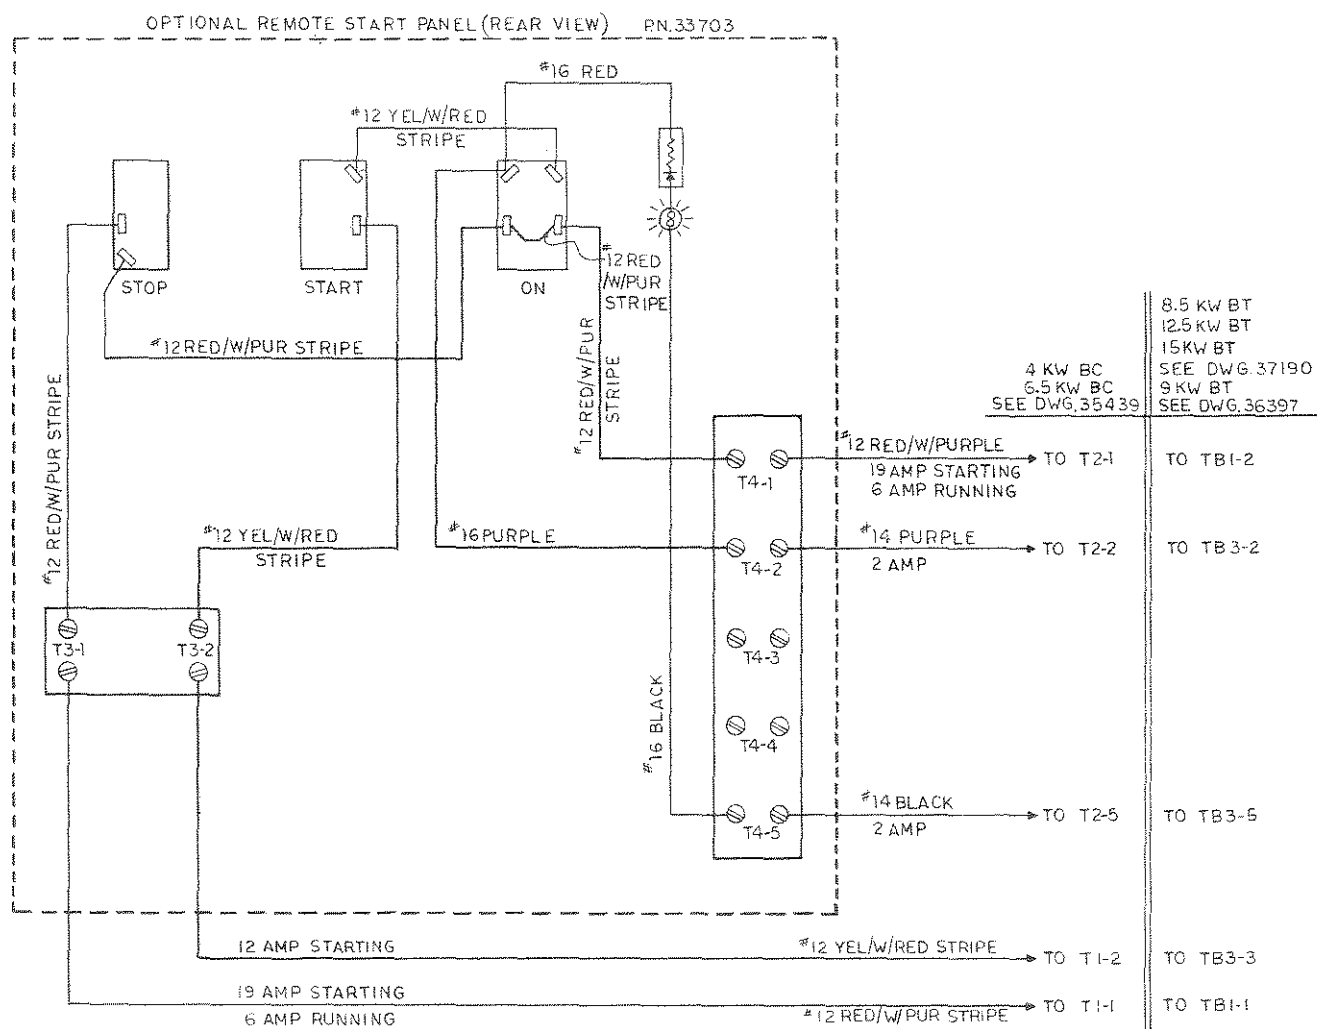 OPTIONAL REMOTE START PANEL (REAR VIEW) P.N. 33703
#16 RED
#12 YEL/W/RED
STRIPE
STOP
START
ON
#12 RED
/W/PUR
STRIPE
#12 RED/W/PUR STRIPE
#12 RED/W/PUR
STRIPE
#12 RED/W/PUR STRIPE
8.5 KW BT
12.5 KW BT
15 KW BT
4 KW BC
SEE DWG. 37190
6.5 KW BC
9 KW BT
SEE DWG. 35439
SEE DWG. 36397
#12 RED/W/PURPLE
19 AMP STARTING
6 AMP RUNNING
TO T2-1
TO TB1-2
T4-1
#12 YEL/W/RED
STRIPE
#16 PURPLE
#14 PURPLE
2 AMP
TO T2-2
TO TB3-2
T4-2
T3-1
T3-2
T4-3
#16 BLACK
T4-4
#14 BLACK
2 AMP
TO T2-5
TO TB3-5
T4-5
12 AMP STARTING
#12 YEL/W/RED STRIPE
TO T1-2
TO TB3-3
19 AMP STARTING
6 AMP RUNNING
#12 RED/W/PUR STRIPE
TO T1-1
TO TB1-1